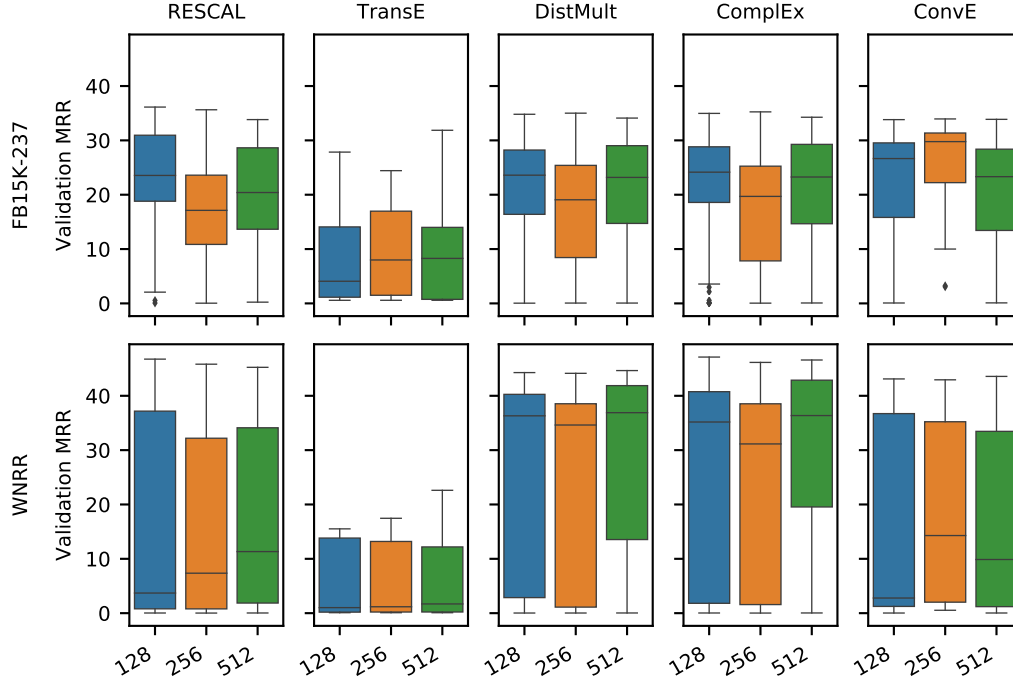 RESCAL TransE DistMult ComplEx ConvE
FB15K-237
Validation MRR
40
30
20
10
0
WNRR
Validation MRR
40
30
20
10
0
128 256 512 128 256 512 128 256 512 128 256 512 128 256 512